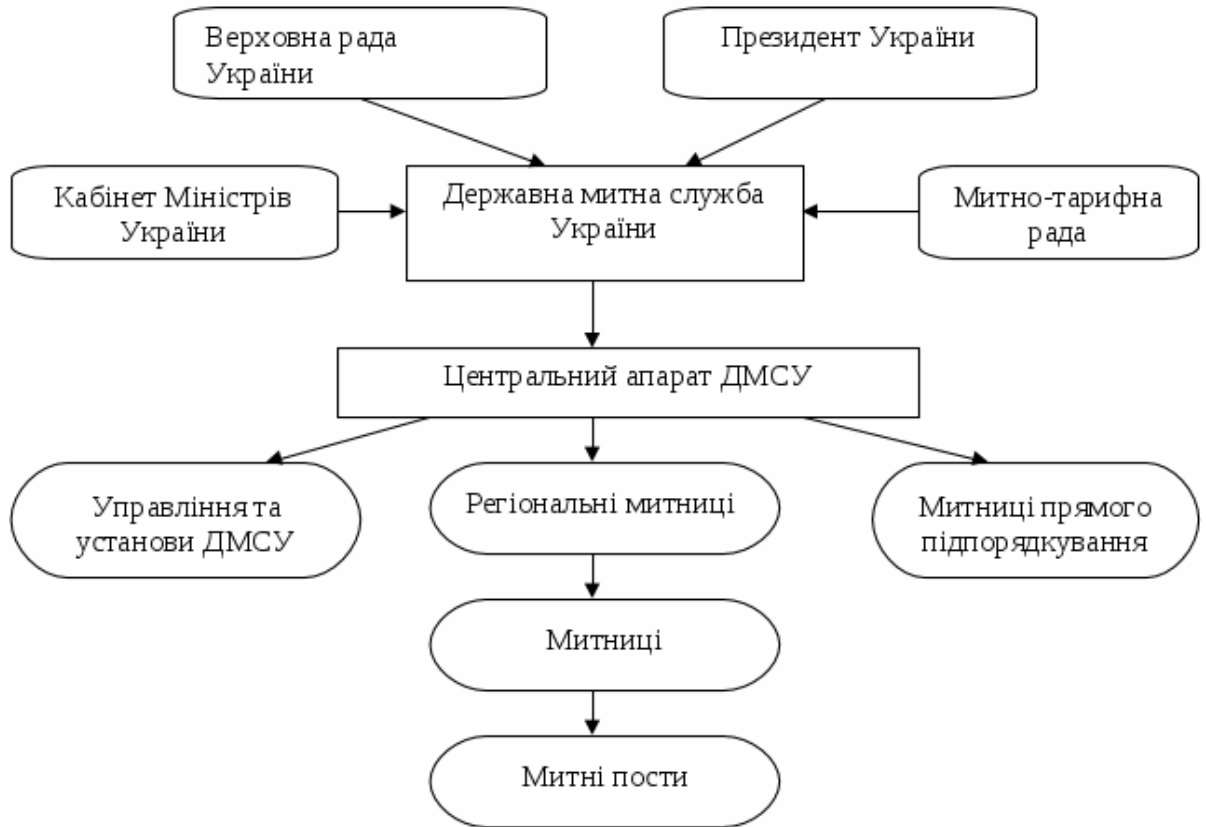 Верховна рада
України
Президент України
Кабінет Міністрів
України
Державна митна служба
України
Митно-тарифна
рада
Центральний апарат ДМСУ
Управління та
установи ДМСУ
Регіональні митниці
Митниці прямого
підпорядкування
Митниці
Митні пости